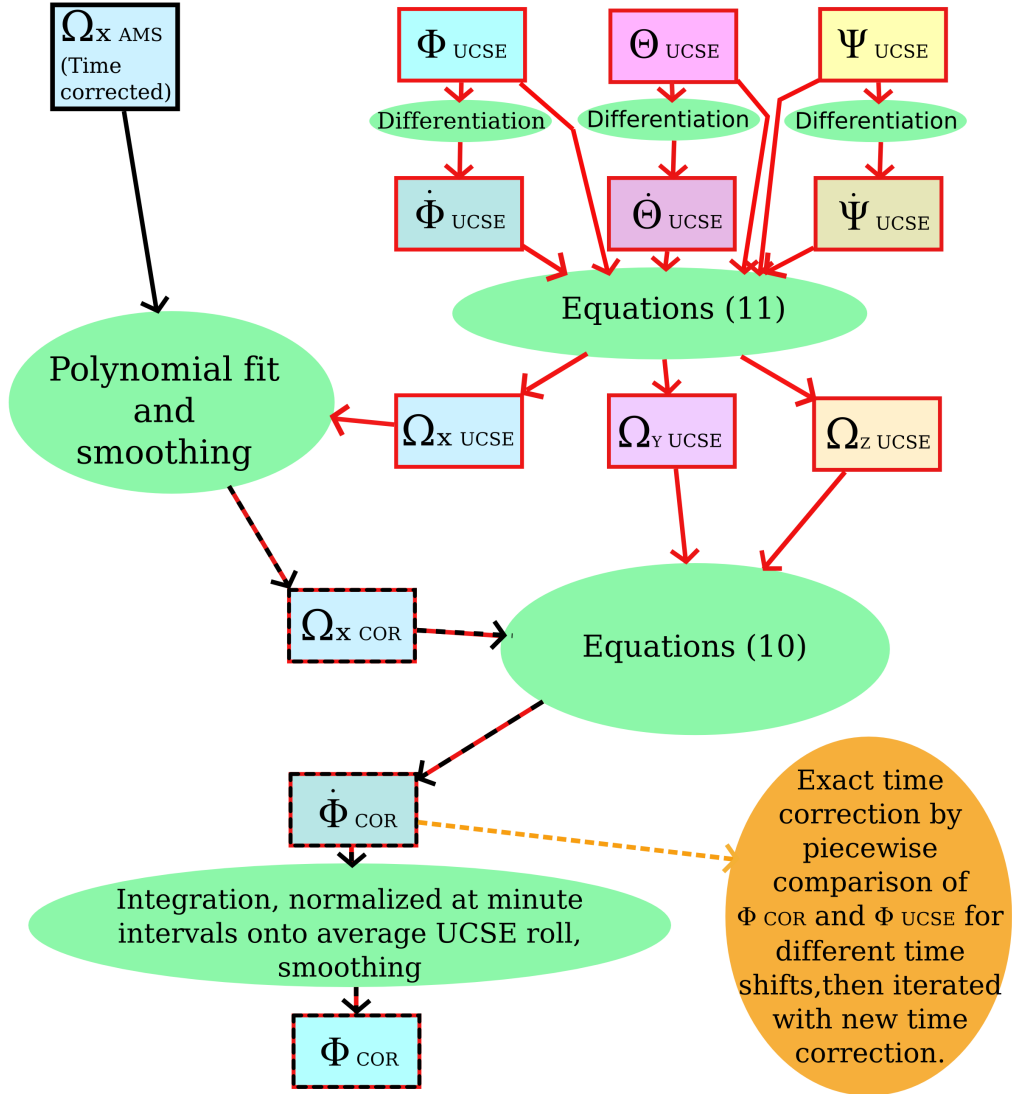 Ωx AMS
(Time
corrected)
Φ UCSE
Θ UCSE
Ψ UCSE
Differentiation
Differentiation
Differentiation
Φ̇ UCSE
Θ̇ UCSE
Ψ̇ UCSE
Equations (11)
Polynomial fit
and
smoothing
Ωx UCSE
ΩY UCSE
ΩZ UCSE
Ωx COR
Equations (10)
Φ̇ COR
Exact time
correction by
piecewise
comparison of
Φ COR and Φ UCSE for
different time
shifts,then iterated
with new time
correction.
Integration, normalized at minute
intervals onto average UCSE roll,
smoothing
Φ COR